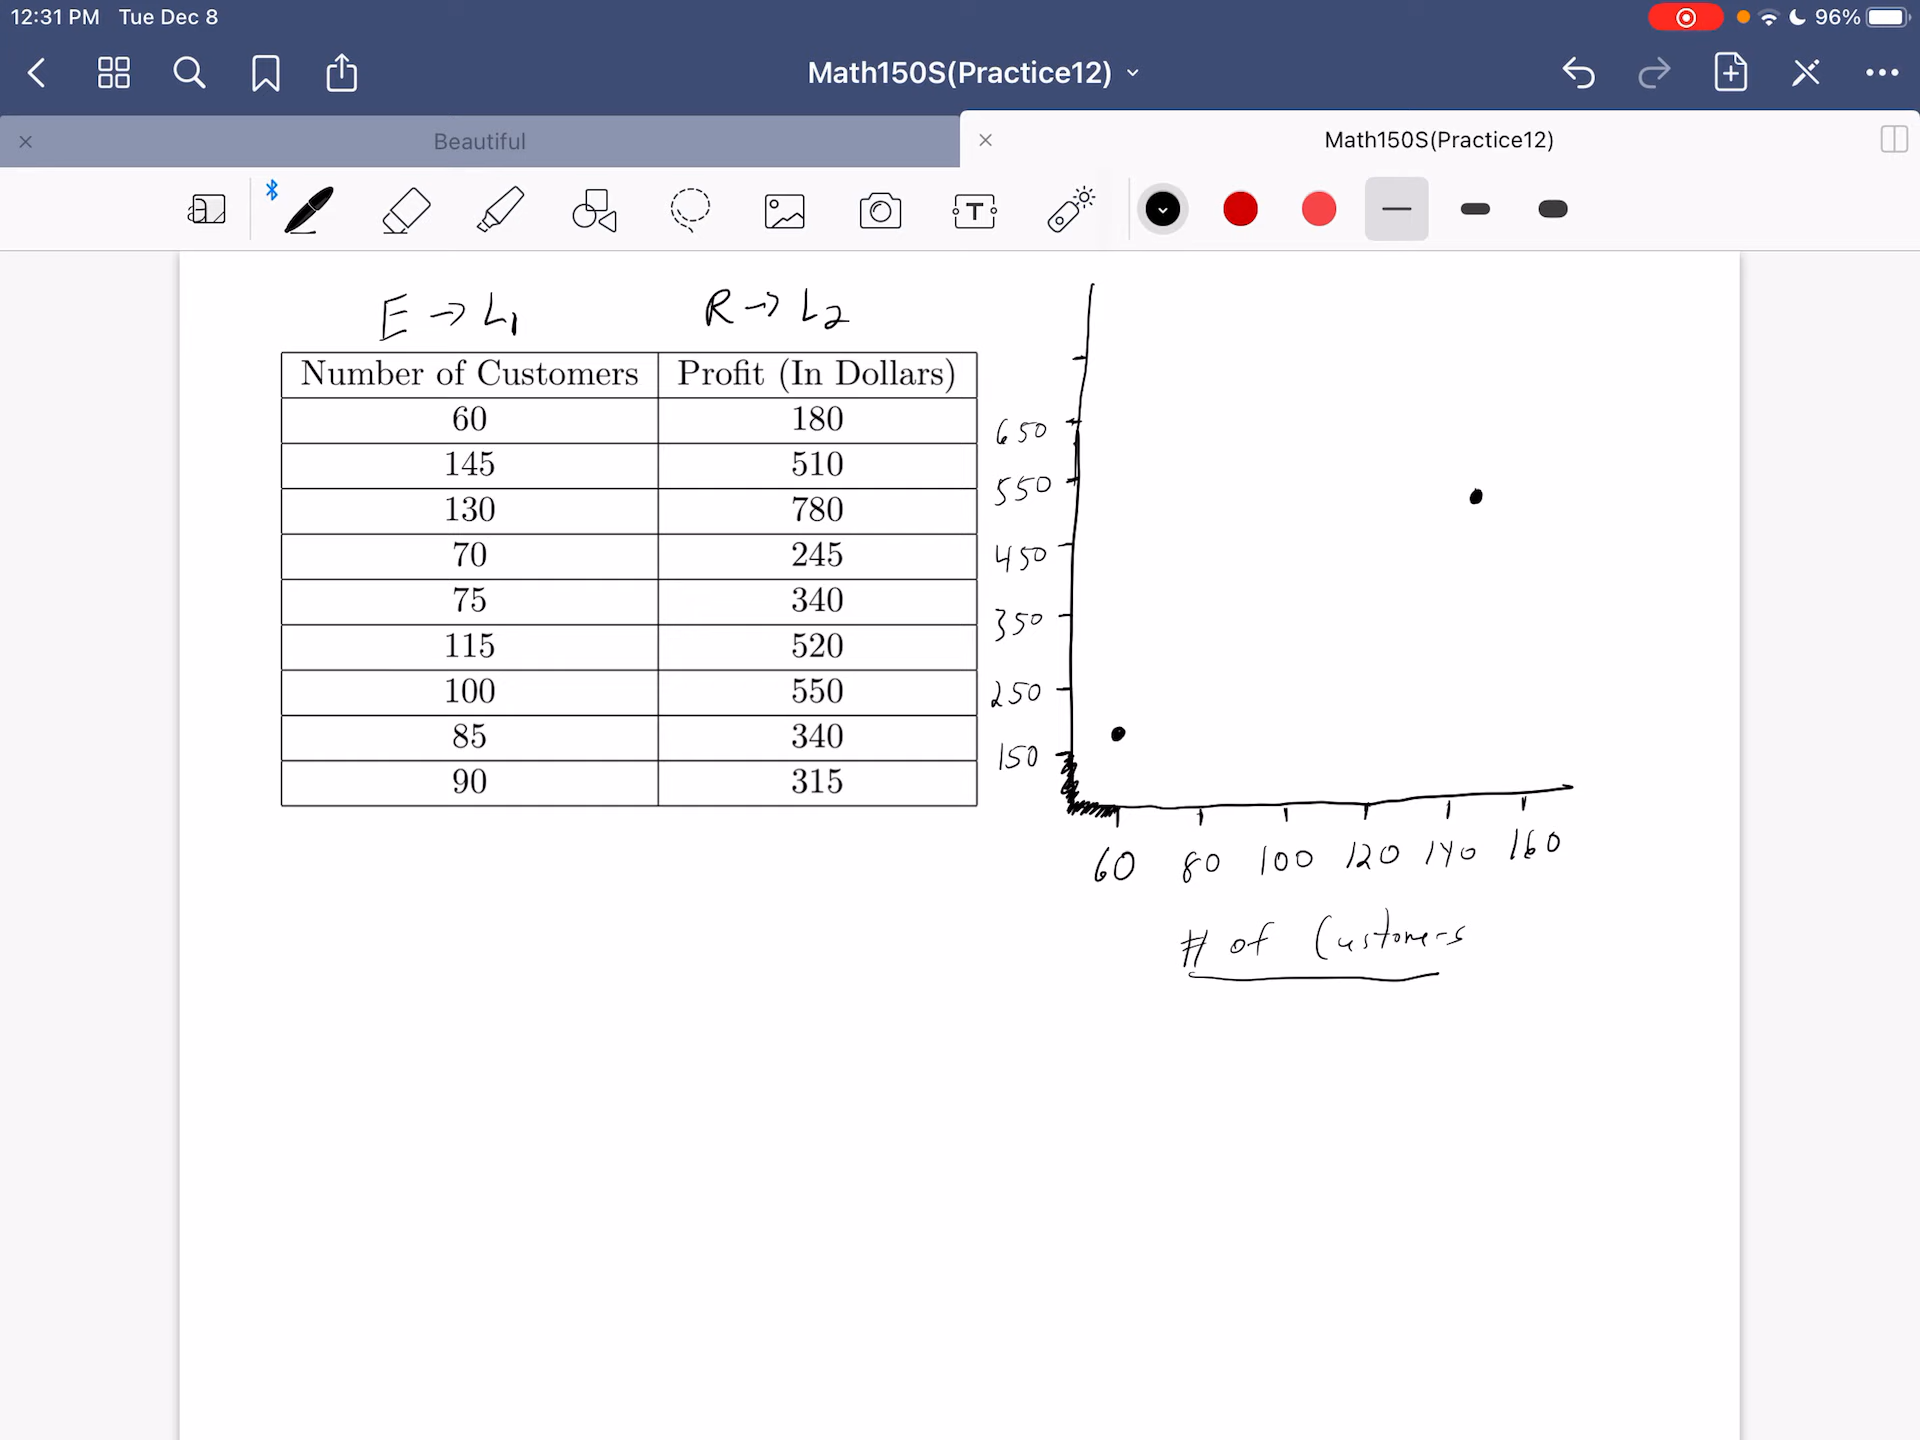 12:31 PM Tue Dec 8
96%
Math150S(Practice12)
Beautiful
Math150S(Practice12)
T
E → L1
R → L2
Number of Customers Profit (In Dollars)
60 180
145 510
130 780
70 245
75 340
115 520
100 550
85 340
90 315
650
550
450
350
250
150
60 80 100 120 140 160
# of Customers